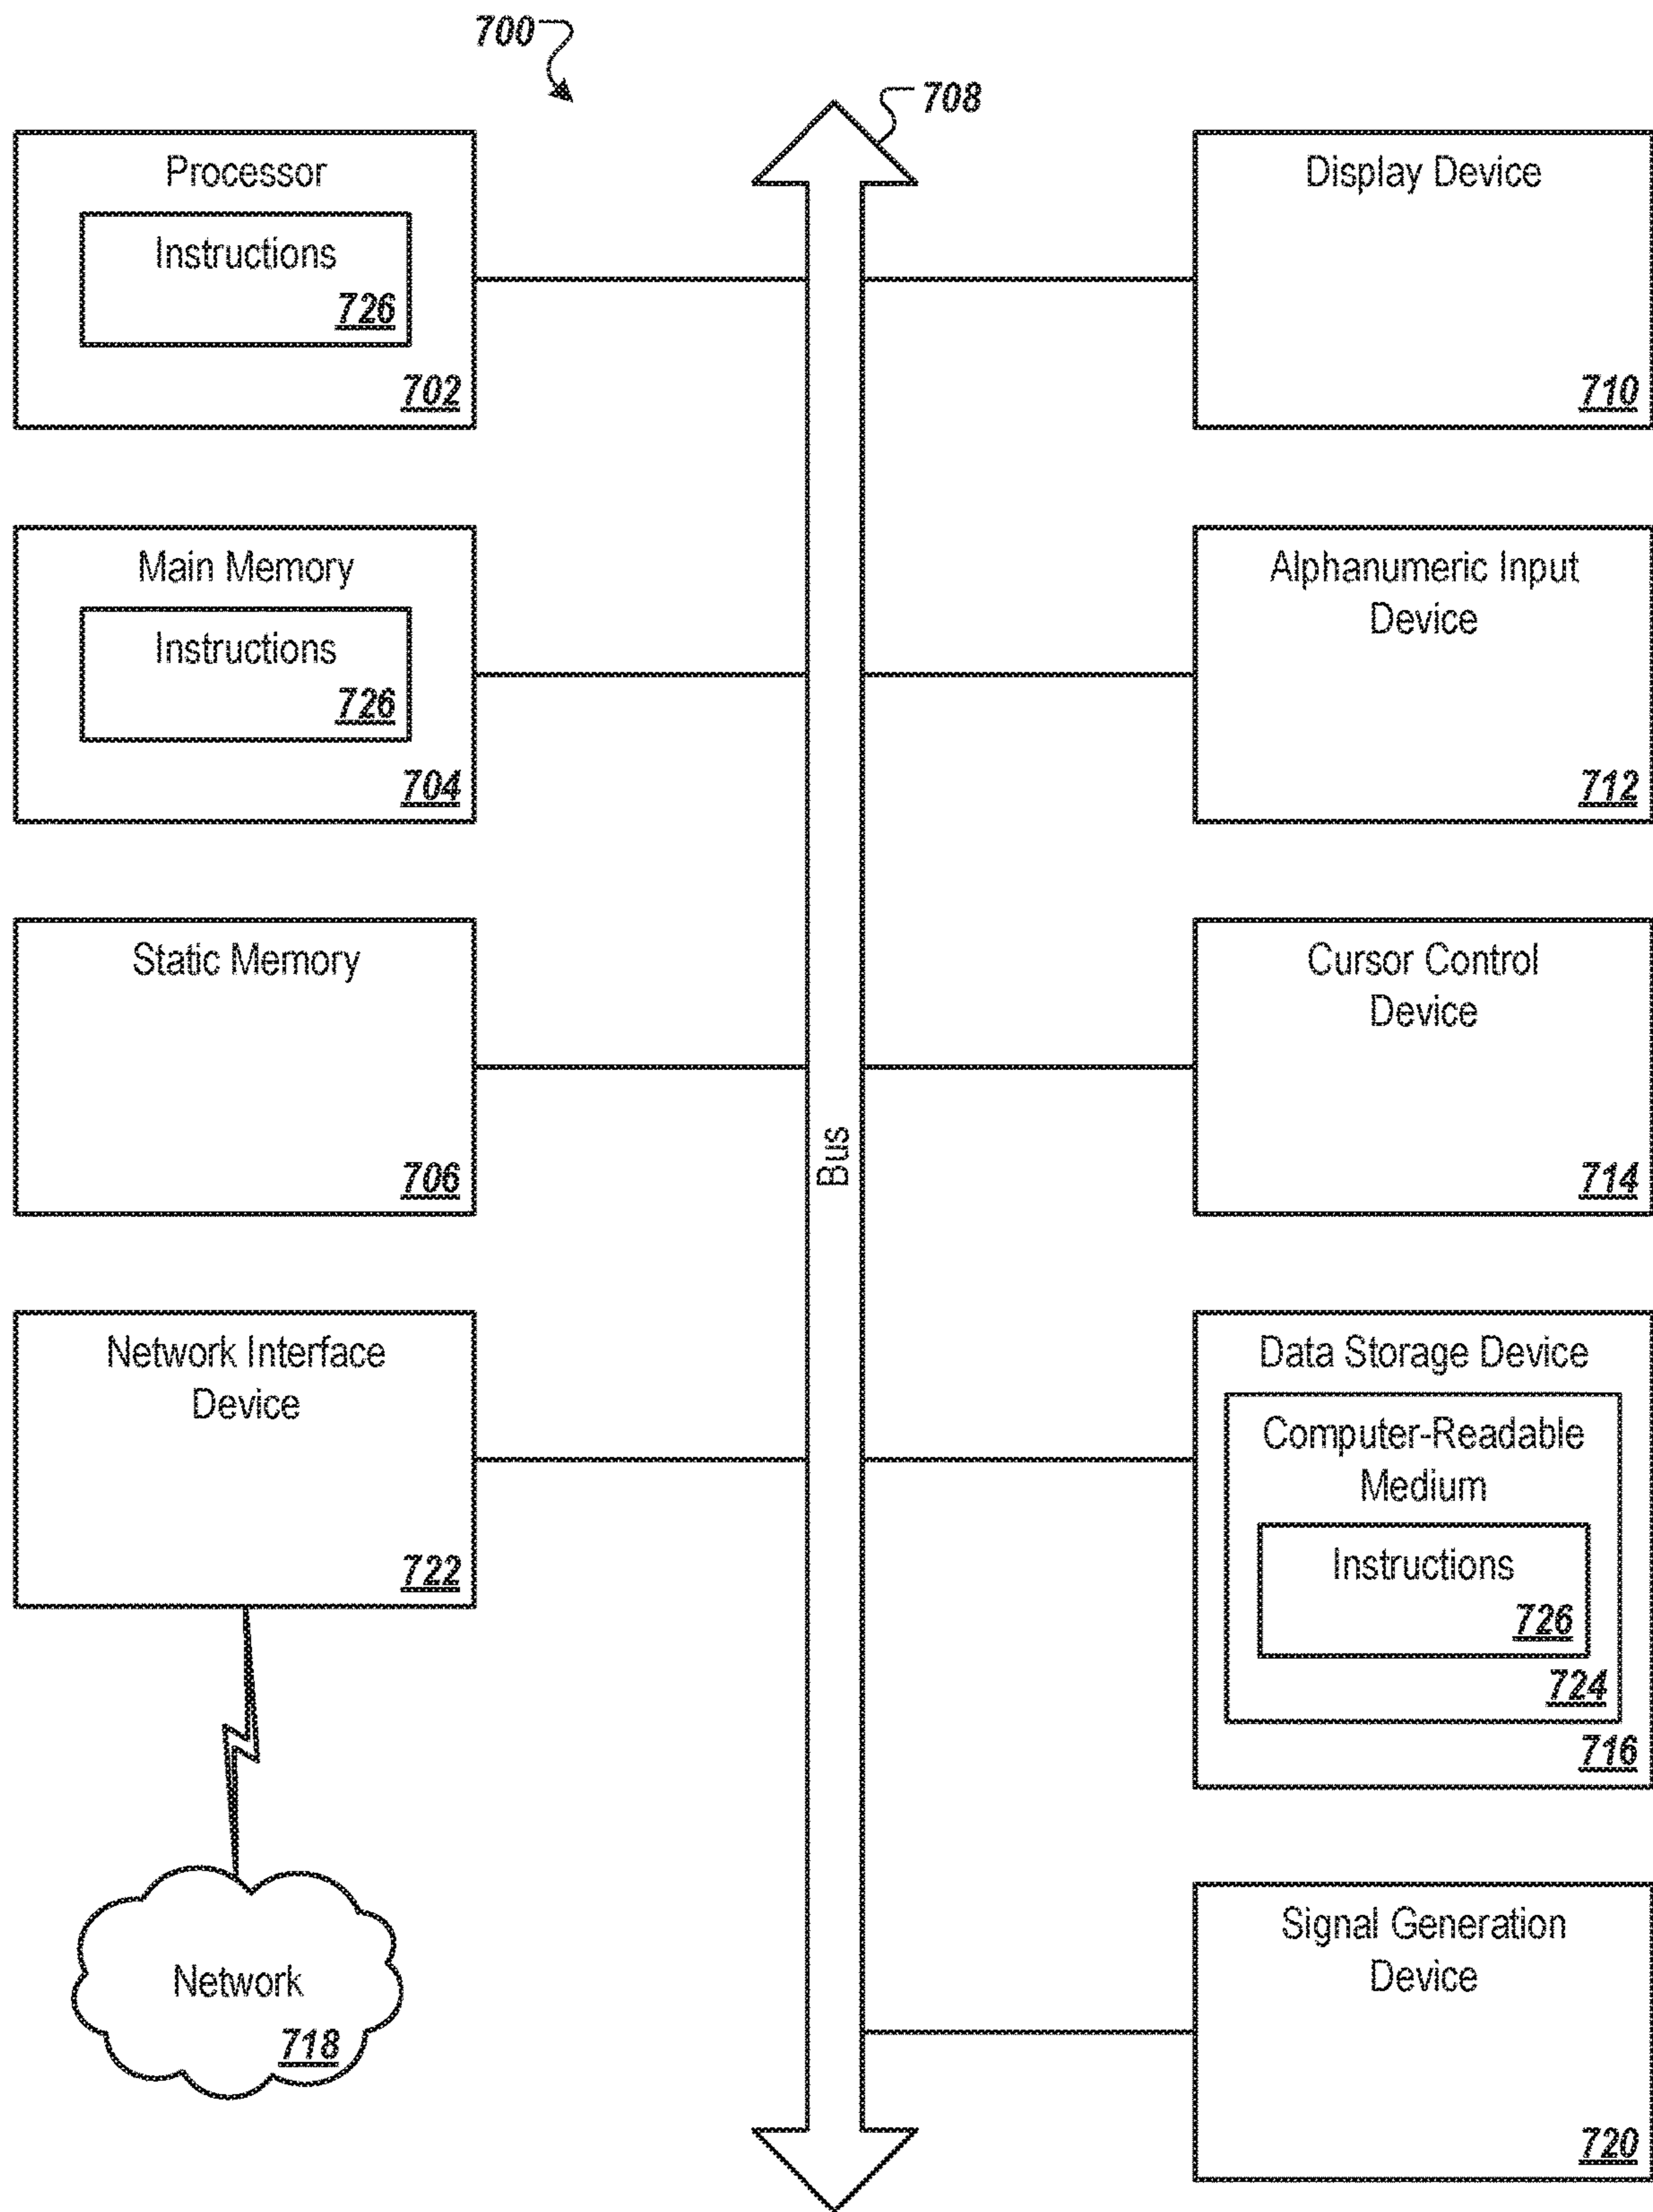 700
708
Processor
Instructions
726
702
Main Memory
Instructions
726
704
Static Memory
706
Network Interface
Device
722
Network
718
Bus
Display Device
710
Alphanumeric Input
Device
712
Cursor Control
Device
714
Data Storage Device
Computer-Readable
Medium
Instructions
726
724
716
Signal Generation
Device
720